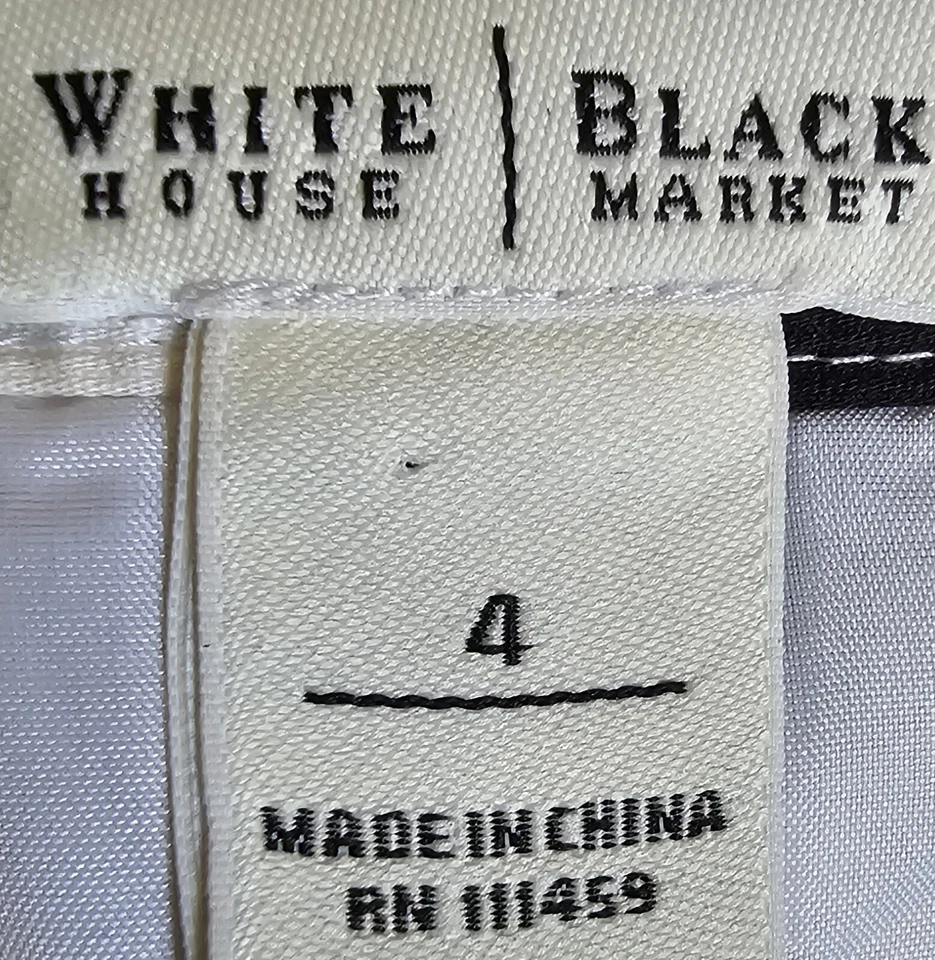 WHITE | BLACK
HOUSE | MARKET
4
MADE IN CHINA
RN 111459